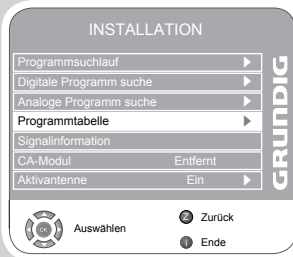 INSTALLATION
Programmsuchlauf
Digitale Programm suche
Analoge Programm suche
Programmtabelle
Signalinformation
CA-Modul Entfernt
Aktivantenne Ein
GRUNDIG
OK
Auswählen
Z Zurück
i Ende